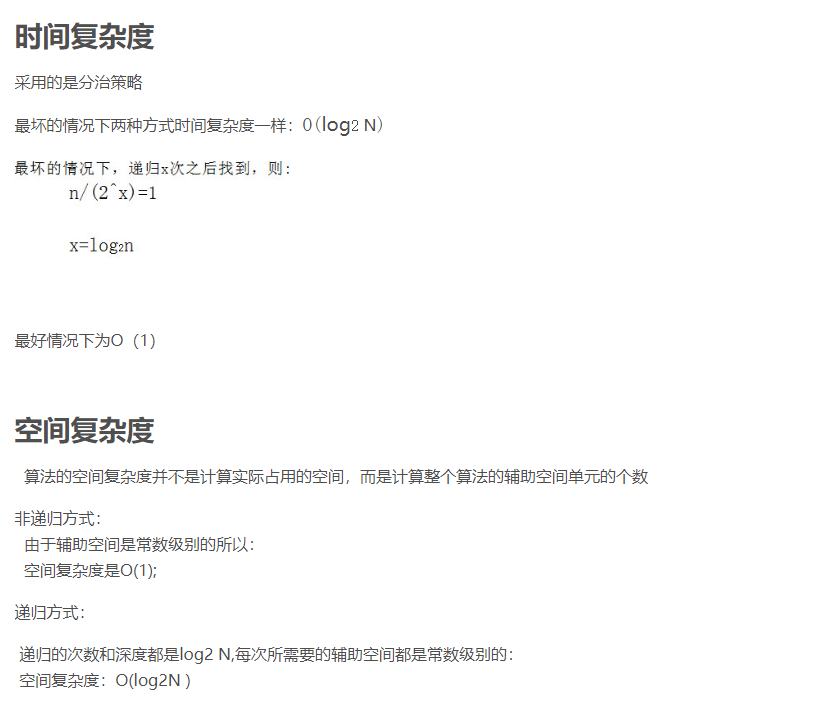 时间复杂度
采用的是分治策略
最坏的情况下两种方式时间复杂度一样：O(log2 N)
最坏的情况下，递归x次之后找到，则：
n/(2^x)=1
x=log2n
最好情况下为O（1）
空间复杂度
算法的空间复杂度并不是计算实际占用的空间，而是计算整个算法的辅助空间单元的个数
非递归方式：
由于辅助空间是常数级别的所以：
空间复杂度是O(1);
递归方式：
递归的次数和深度都是log2 N,每次所需要的辅助空间都是常数级别的：
空间复杂度：O(log2N )